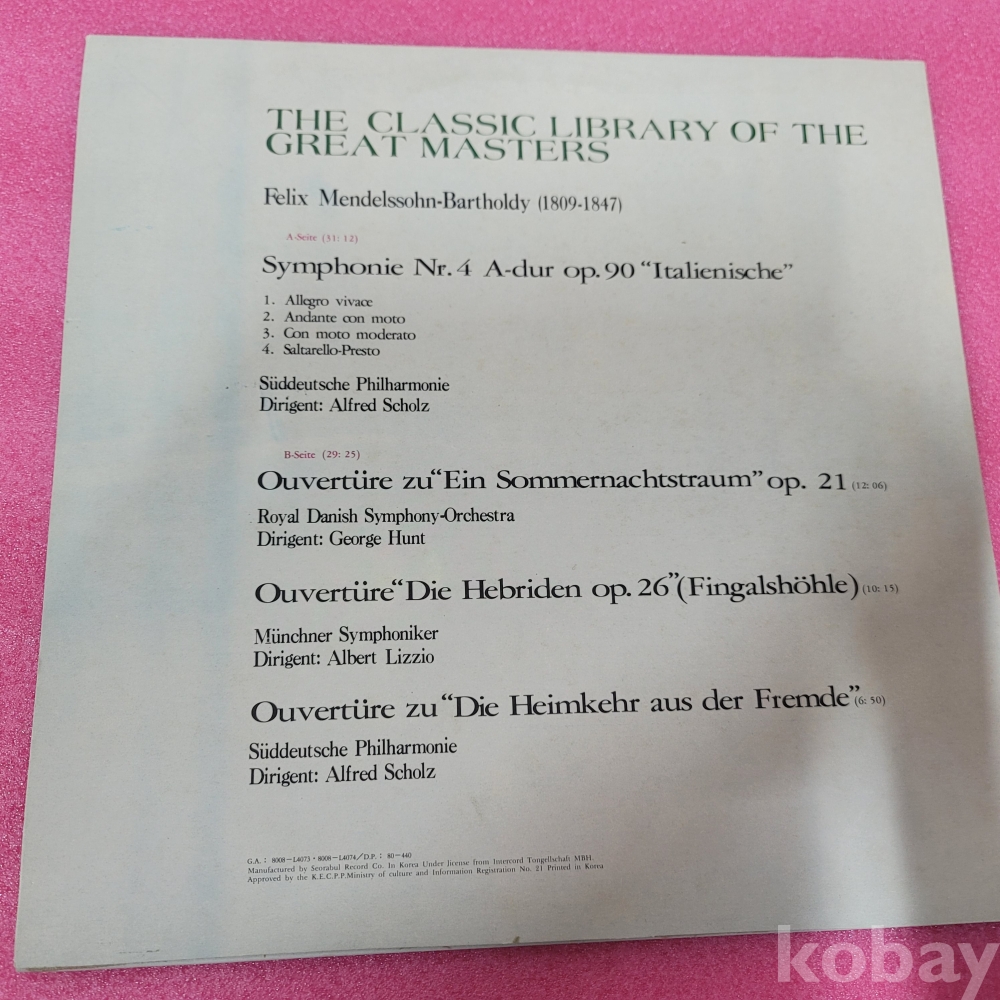 THE CLASSIC LIBRARY OF THE
GREAT MASTERS
Felix Mendelssohn-Bartholdy (1809-1847)
A-Seite (31: 12)
Symphonie Nr. 4 A-dur op. 90 “Italienische”
1. Allegro vivace
2. Andante con moto
3. Con moto moderato
4. Saltarello-Presto
Süddeutsche Philharmonie
Dirigent: Alfred Scholz
B-Seite (29: 25)
Ouvertüre zu “Ein Sommernachtstraum” op. 21 (12: 06)
Royal Danish Symphony-Orchestra
Dirigent: George Hunt
Ouvertüre “Die Hebriden op. 26” (Fingalshöhle) (10: 15)
Münchner Symphoniker
Dirigent: Albert Lizzio
Ouvertüre zu “Die Heimkehr aus der Fremde” (6: 50)
Süddeutsche Philharmonie
Dirigent: Alfred Scholz
G.A. : 8008-L4073 · 8008-L4074/D.P. : 80-440
Manufactured by Seorabul Record Co. In Korea Under license from Intercord Tongellschaft MBH.
Approved by the K.E.C.P.P.Ministry of culture and Information Registration No. 21 Printed in Korea
kobay